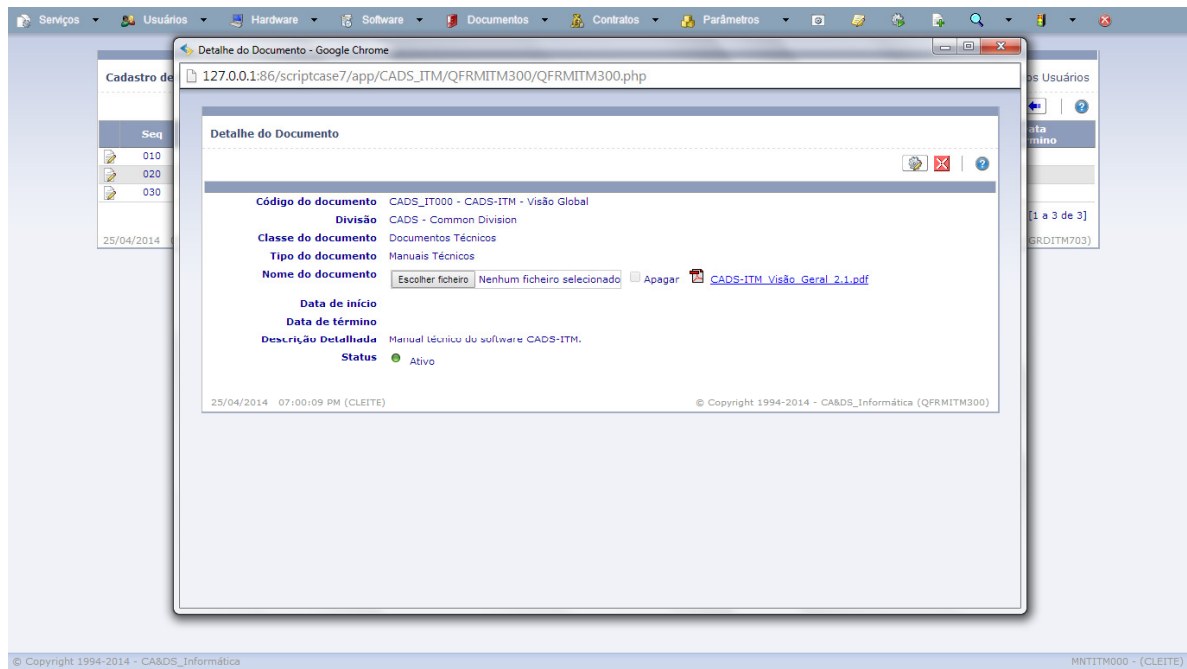 Serviços Usuários Hardware Software Documentos Contratos Parâmetros
Detalhe do Documento - Google Chrome
127.0.0.1:86/scriptcase7/app/CADS_ITM/QFRMITM300/QFRMITM300.php
Cadastro de
os Usuários
Seq
ata
mino
010
020
030
[1 a 3 de 3]
25/04/2014
GRDITM703)
Detalhe do Documento
Código do documento CADS_IT000 - CADS-ITM - Visão Global
Divisão CADS - Common Division
Classe do documento Documentos Técnicos
Tipo do documento Manuais Técnicos
Nome do documento Escolher ficheiro Nenhum ficheiro selecionado Apagar CADS-ITM_Visão_Geral_2.1.pdf
Data de início
Data de término
Descrição Detalhada Manual técnico do software CADS-ITM.
Status Ativo
25/04/2014 07:00:09 PM (CLEITE) © Copyright 1994-2014 - CA&DS_Informática (QFRMITM300)
© Copyright 1994-2014 - CA&DS_Informática MNTITM000 - (CLEITE)